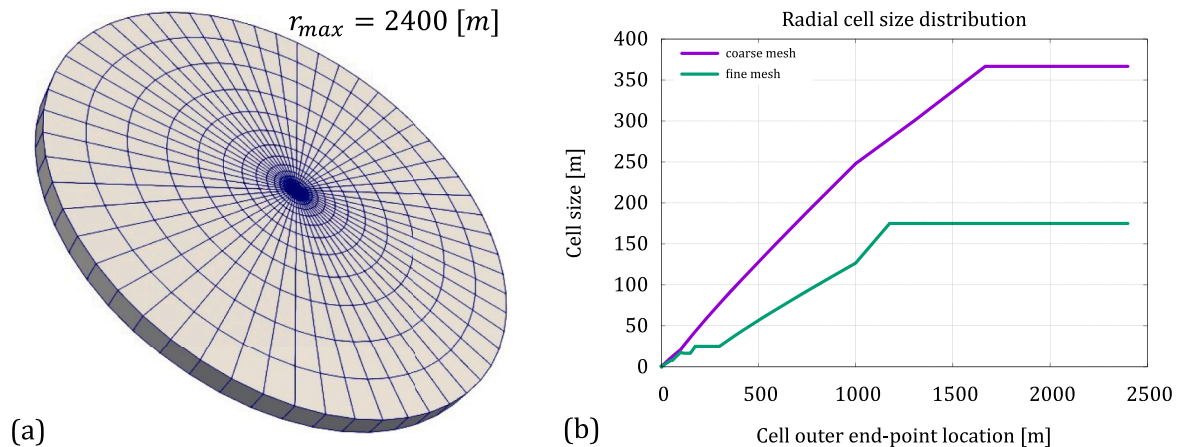 r_max = 2400 [m]
(a)
Radial cell size distribution
coarse mesh
fine mesh
Cell size [m]
400
350
300
250
200
150
100
50
0
0 500 1000 1500 2000 2500
Cell outer end-point location [m]
(b)